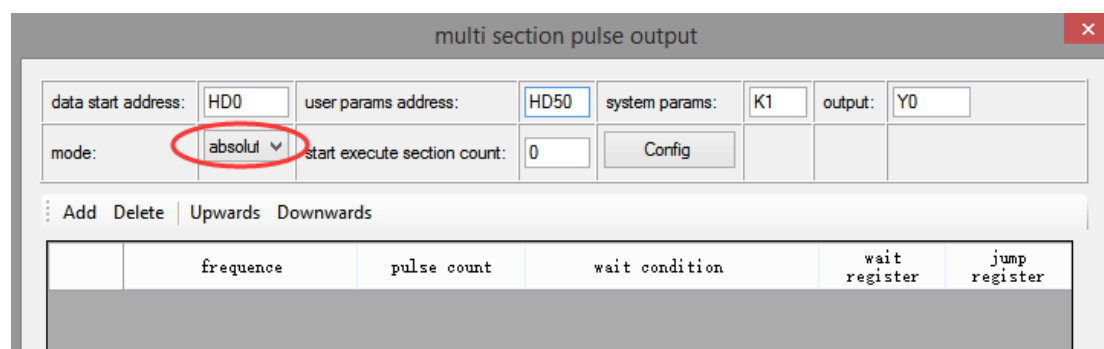 multi section pulse output
data start address: HD0 user params address: HD50 system params: K1 output: Y0
mode: absolut start execute section count: 0 Config
Add Delete Upwards Downwards
frequence pulse count wait condition wait register jump register